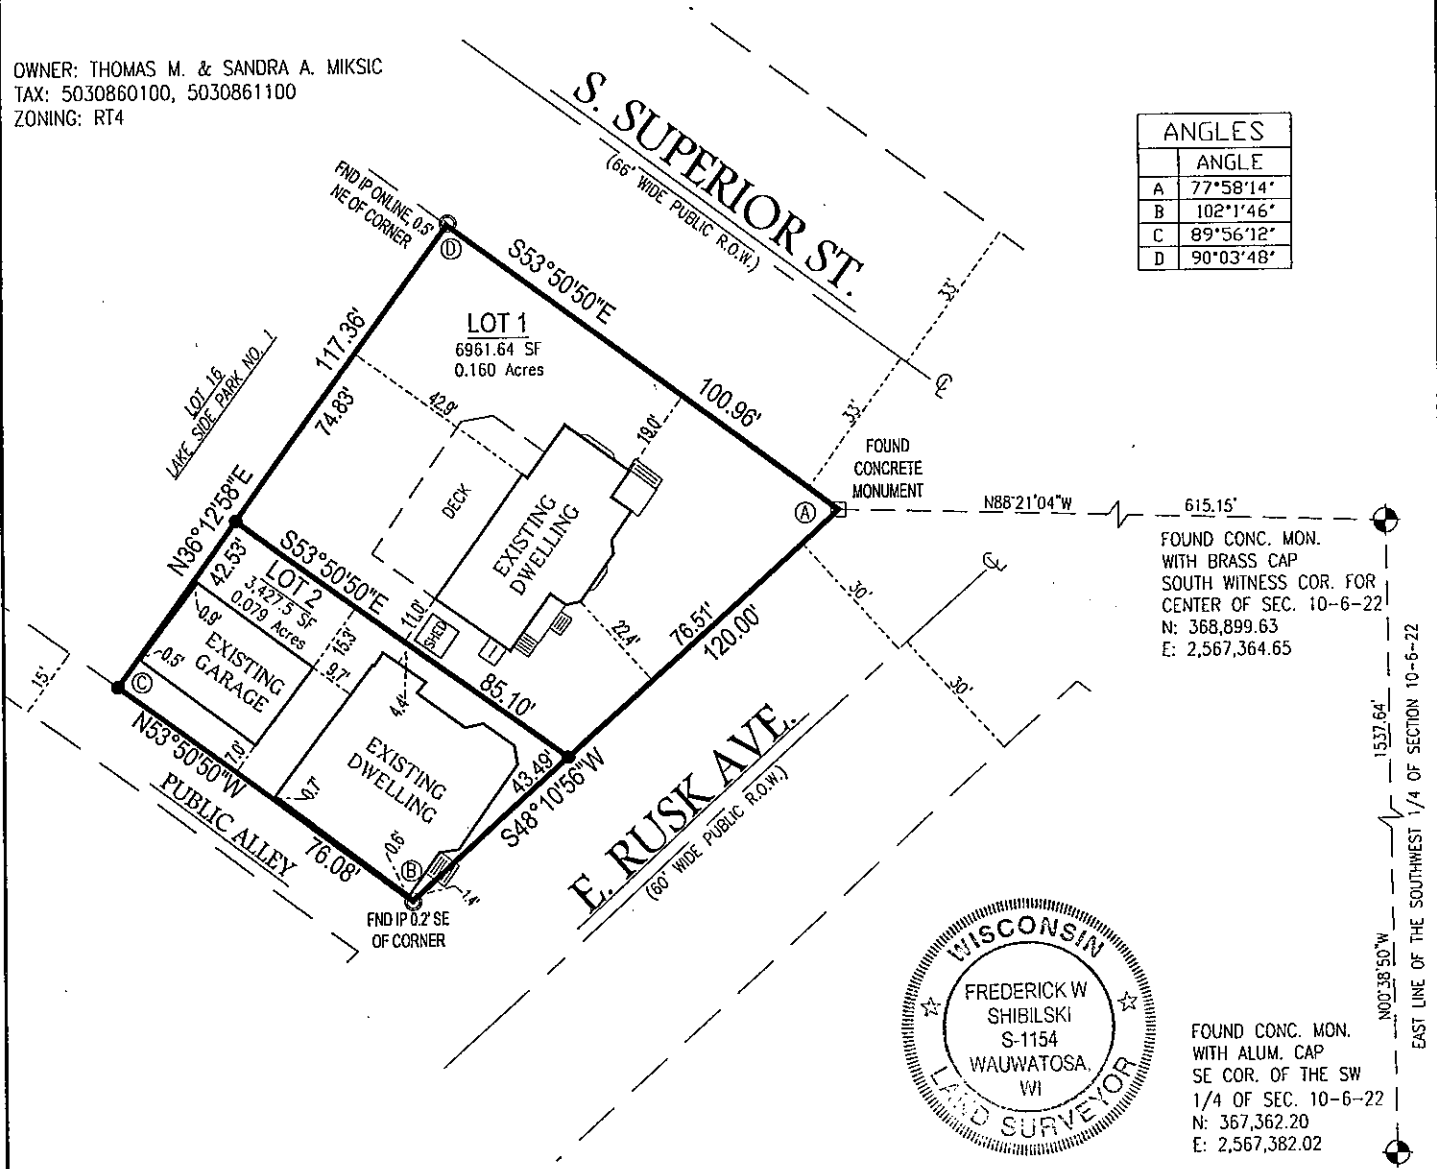 OWNER: THOMAS M. & SANDRA A. MIKSIC
TAX: 5030860100, 5030861100
ZONING: RT4
S. SUPERIOR ST.
(66' WIDE PUBLIC R.O.W.)
ANGLES
ANGLE
A 77°58'14"
B 102°1'46"
C 89°56'12"
D 90°03'48"
FND IP ONLINE, 0.5'
NE OF CORNER
D
S53°50'50"E
100.96'
33'
33'
LOT 1
6961.64 SF
0.160 Acres
117.36'
74.83'
N36°12'58"E
42.53'
LOT 16
LAKE SIDE PARK NO. 1
42.9'
19.0'
DECK
EXISTING
DWELLING
FOUND
CONCRETE
MONUMENT
A
N88°21'04"W
615.15'
FOUND CONC. MON.
WITH BRASS CAP
SOUTH WITNESS COR. FOR
CENTER OF SEC. 10-6-22
N: 368,899.63
E: 2,567,364.65
S53°50'50"E
85.10'
LOT 2
3,427.5 SF
0.079 Acres
11.0'
SHED
22.4'
76.51'
120.00'
30'
30'
0.9'
0.5'
EXISTING
GARAGE
15.3'
9.7'
4.4'
7.0'
C
15'
N53°50'50"W
76.08'
PUBLIC ALLEY
EXISTING
DWELLING
0.7'
0.6'
1.4'
43.49'
S48°10'56"W
B
FND IP 0.2' SE
OF CORNER
E. RUSK AVE.
(60' WIDE PUBLIC R.O.W.)
1537.64'
N00°38'50"W
EAST LINE OF THE SOUTHWEST 1/4 OF SECTION 10-6-22
WISCONSIN
FREDERICK W
SHIBILSKI
S-1154
WAUWATOSA,
WI
LAND SURVEYOR
FOUND CONC. MON.
WITH ALUM. CAP
SE COR. OF THE SW
1/4 OF SEC. 10-6-22
N: 367,362.20
E: 2,567,382.02